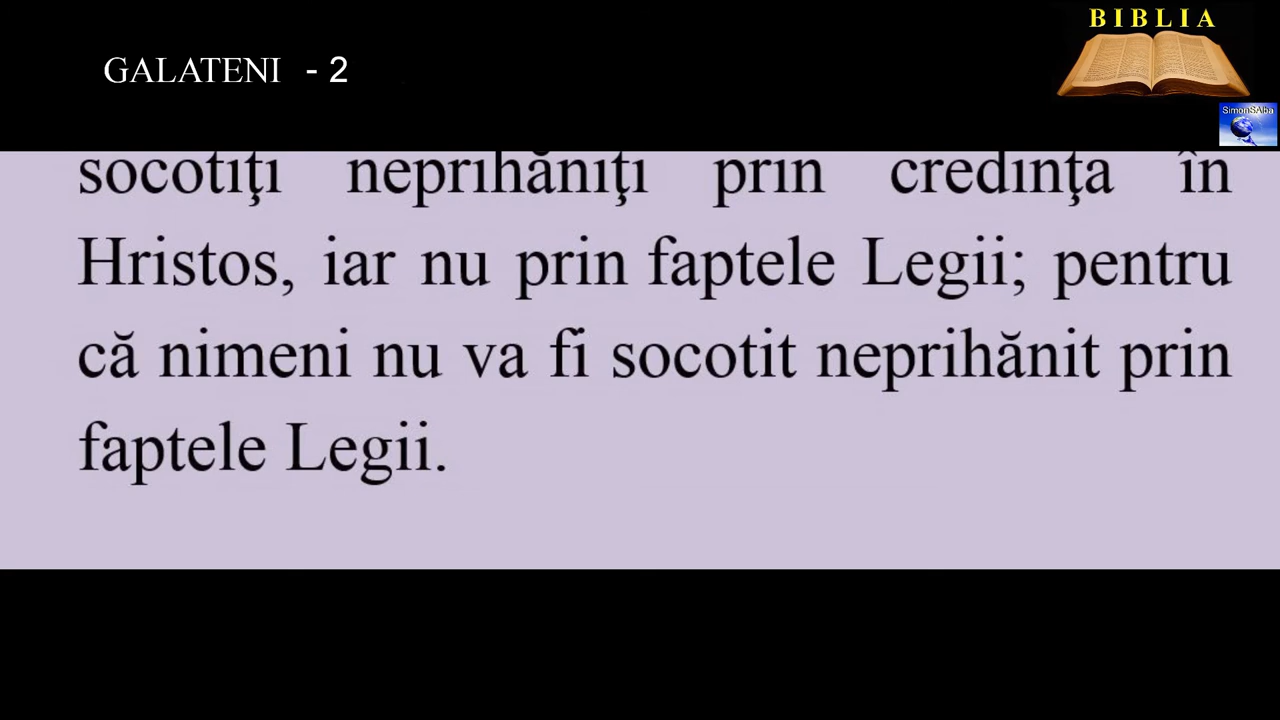 BIBLIA
GALATENI - 2
SimonSAlba
socotiţi neprihăniţi prin credinţa în
Hristos, iar nu prin faptele Legii; pentru
că nimeni nu va fi socotit neprihănit prin
faptele Legii.